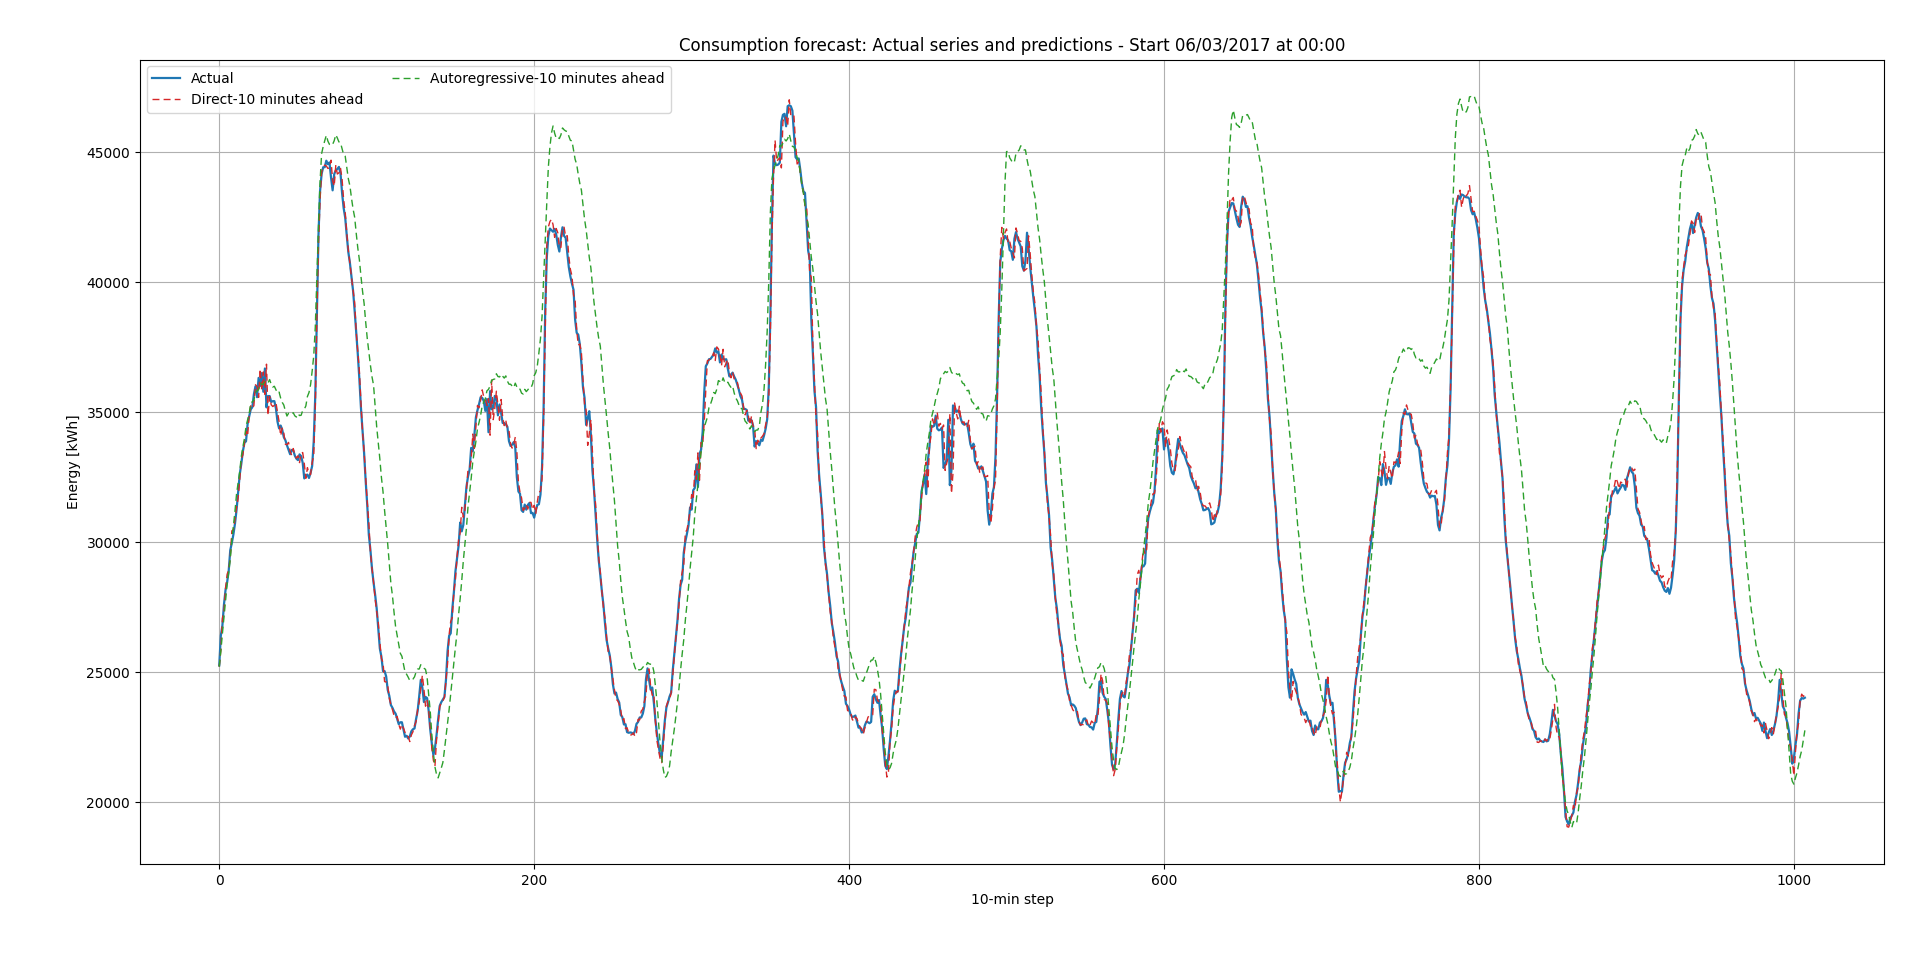 Consumption forecast: Actual series and predictions - Start 06/03/2017 at 00:00
Actual
Direct-10 minutes ahead
Autoregressive-10 minutes ahead
Energy [kWh]
45000
40000
35000
30000
25000
20000
0 200 400 600 800 1000
10-min step